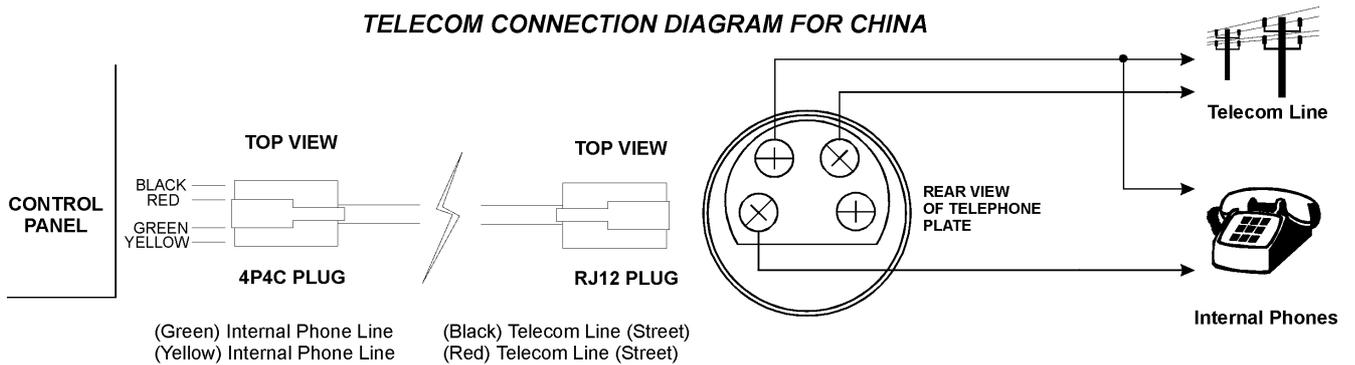 TELECOM CONNECTION DIAGRAM FOR CHINA
Telecom Line
TOP VIEW
TOP VIEW
BLACK
RED
GREEN
YELLOW
CONTROL
PANEL
REAR VIEW
OF TELEPHONE
PLATE
4P4C PLUG
RJ12 PLUG
Internal Phones
(Green) Internal Phone Line
(Yellow) Internal Phone Line
(Black) Telecom Line (Street)
(Red) Telecom Line (Street)